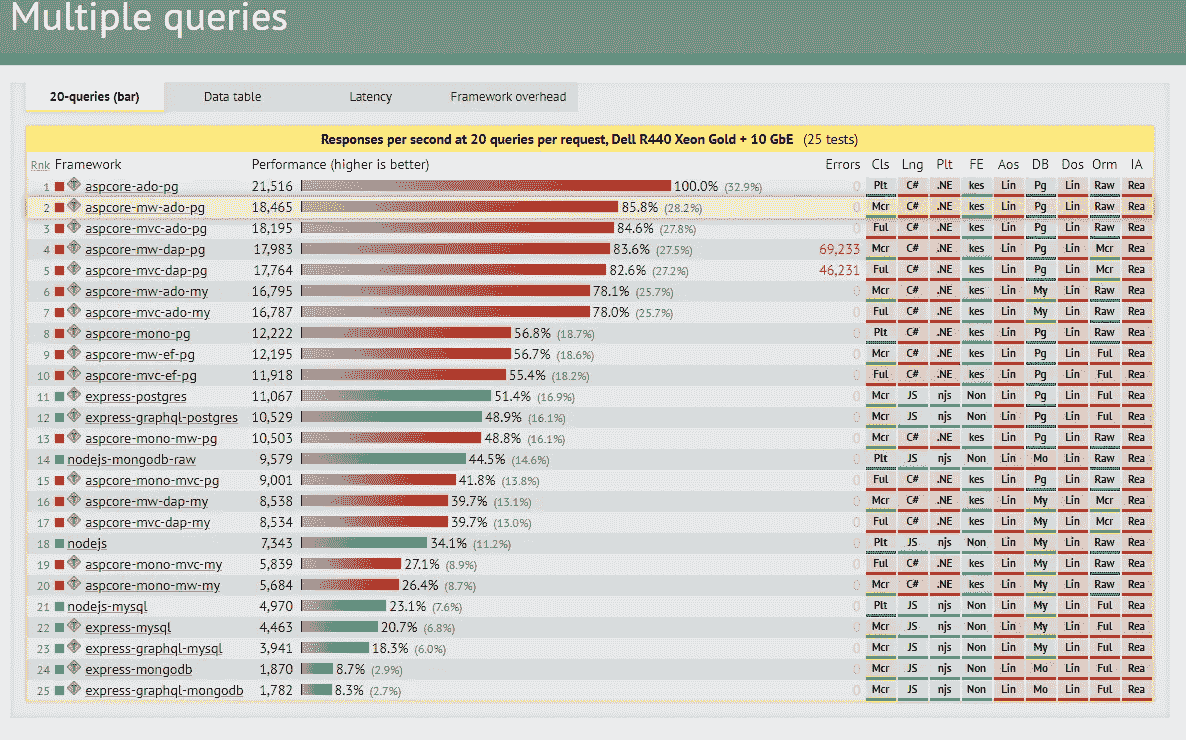 Multiple queries
20-queries (bar) Data table Latency Framework overhead
Responses per second at 20 queries per request, Dell R440 Xeon Gold + 10 GbE (25 tests)
Rnk Framework Performance (higher is better) Errors Cls Lng Plt FE Aos DB Dos Orm IA
1 aspcore-ado-pg 21,516 100.0% (32.9%) 0 Plt C# .NE kes Lin Pg Lin Raw Rea
2 aspcore-mw-ado-pg 18,465 85.8% (28.2%) 0 Mcr C# .NE kes Lin Pg Lin Raw Rea
3 aspcore-mvc-ado-pg 18,195 84.6% (27.8%) 0 Ful C# .NE kes Lin Pg Lin Raw Rea
4 aspcore-mw-dap-pg 17,983 83.6% (27.5%) 69,233 Mcr C# .NE kes Lin Pg Lin Mcr Rea
5 aspcore-mvc-dap-pg 17,764 82.6% (27.2%) 46,231 Ful C# .NE kes Lin Pg Lin Mcr Rea
6 aspcore-mw-ado-my 16,795 78.1% (25.7%) 0 Mcr C# .NE kes Lin My Lin Raw Rea
7 aspcore-mvc-ado-my 16,787 78.0% (25.7%) 0 Ful C# .NE kes Lin My Lin Raw Rea
8 aspcore-mono-pg 12,222 56.8% (18.7%) 0 Plt C# .NE kes Lin Pg Lin Raw Rea
9 aspcore-mw-ef-pg 12,195 56.7% (18.6%) 0 Mcr C# .NE kes Lin Pg Lin Ful Rea
10 aspcore-mvc-ef-pg 11,918 55.4% (18.2%) 0 Ful C# .NE kes Lin Pg Lin Ful Rea
11 express-postgres 11,067 51.4% (16.9%) 0 Mcr JS njs Non Lin Pg Lin Ful Rea
12 express-graphql-postgres 10,529 48.9% (16.1%) 0 Mcr JS njs Non Lin Pg Lin Ful Rea
13 aspcore-mono-mw-pg 10,503 48.8% (16.1%) 0 Mcr C# .NE kes Lin Pg Lin Raw Rea
14 nodejs-mongodb-raw 9,579 44.5% (14.6%) 0 Plt JS njs Non Lin Mo Lin Raw Rea
15 aspcore-mono-mvc-pg 9,001 41.8% (13.8%) 0 Ful C# .NE kes Lin Pg Lin Raw Rea
16 aspcore-mw-dap-my 8,538 39.7% (13.1%) 0 Mcr C# .NE kes Lin My Lin Mcr Rea
17 aspcore-mvc-dap-my 8,534 39.7% (13.0%) 0 Ful C# .NE kes Lin My Lin Mcr Rea
18 nodejs 7,343 34.1% (11.2%) 0 Plt JS njs Non Lin My Lin Raw Rea
19 aspcore-mono-mvc-my 5,839 27.1% (8.9%) 0 Ful C# .NE kes Lin My Lin Raw Rea
20 aspcore-mono-mw-my 5,684 26.4% (8.7%) 0 Mcr C# .NE kes Lin My Lin Raw Rea
21 nodejs-mysql 4,970 23.1% (7.6%) 0 Plt JS njs Non Lin My Lin Ful Rea
22 express-mysql 4,463 20.7% (6.8%) 0 Mcr JS njs Non Lin My Lin Ful Rea
23 express-graphql-mysql 3,941 18.3% (6.0%) 0 Mcr JS njs Non Lin My Lin Ful Rea
24 express-mongodb 1,870 8.7% (2.9%) 0 Mcr JS njs Non Lin Mo Lin Ful Rea
25 express-graphql-mongodb 1,782 8.3% (2.7%) 0 Mcr JS njs Non Lin Mo Lin Ful Rea